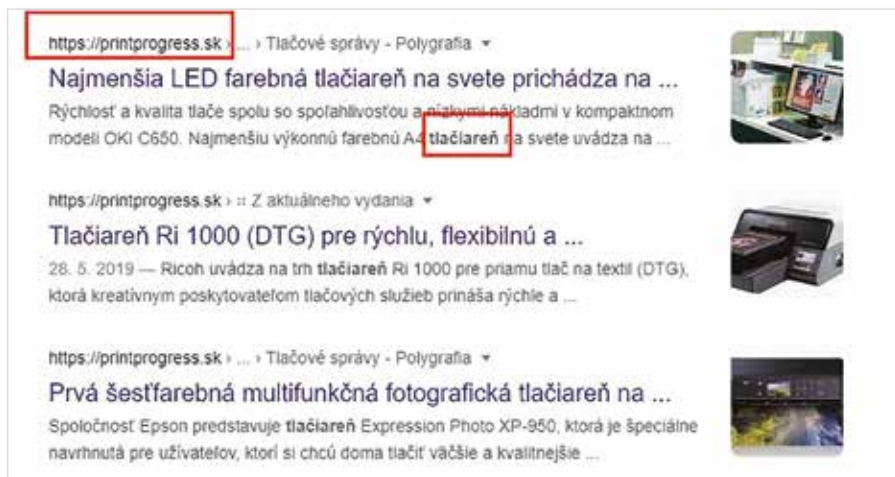 https://printprogress.sk › ... › Tlačové správy - Polygrafia
Najmenšia LED farebná tlačiareň na svete prichádza na ...
Rýchlosť a kvalita tlače spolu so spoľahlivosťou a nízkymi nákladmi v kompaktnom
modeli OKI C650. Najmenšiu výkonnú farebnú A4 tlačiareň na svete uvádza na ...
https://printprogress.sk › :: Z aktuálneho vydania
Tlačiareň Ri 1000 (DTG) pre rýchlu, flexibilnú a ...
28. 5. 2019 — Ricoh uvádza na trh tlačiareň Ri 1000 pre priamu tlač na textil (DTG),
ktorá kreatívnym poskytovateľom tlačových služieb prináša rýchle a ...
https://printprogress.sk › ... › Tlačové správy - Polygrafia
Prvá šesťfarebná multifunkčná fotografická tlačiareň na ...
Spoločnosť Epson predstavuje tlačiareň Expression Photo XP-950, ktorá je špeciálne
navrhnutá pre užívateľov, ktorí si chcú doma tlačiť väčšie a kvalitnejšie ...